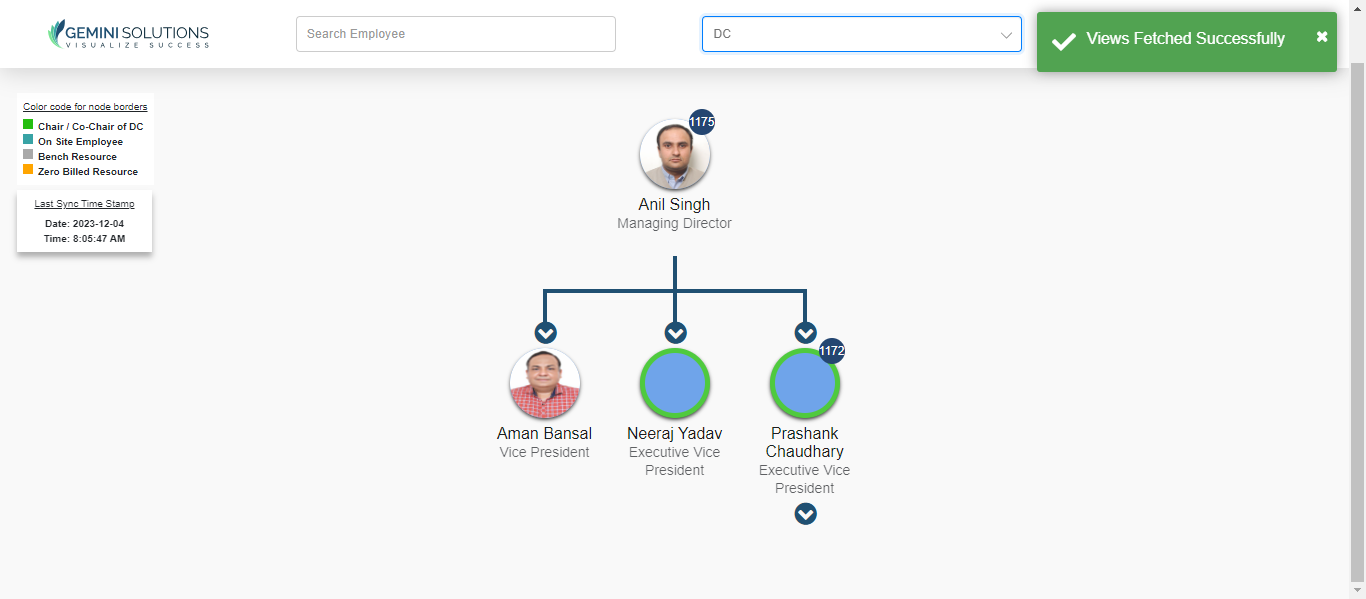 GEMINI SOLUTIONS
VISUALIZE SUCCESS
Search Employee
DC
Views Fetched Successfully
Color code for node borders
Chair / Co-Chair of DC
On Site Employee
Bench Resource
Zero Billed Resource
Last Sync Time Stamp
Date: 2023-12-04
Time: 8:05:47 AM
1175
Anil Singh
Managing Director
1172
Aman Bansal
Vice President
Neeraj Yadav
Executive Vice
President
Prashank
Chaudhary
Executive Vice
President